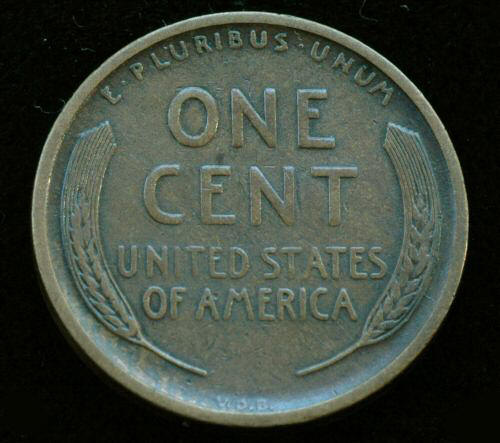 E·PLURIBUS·UNUM
ONE
CENT
UNITED STATES
OF AMERICA
V.D.B.